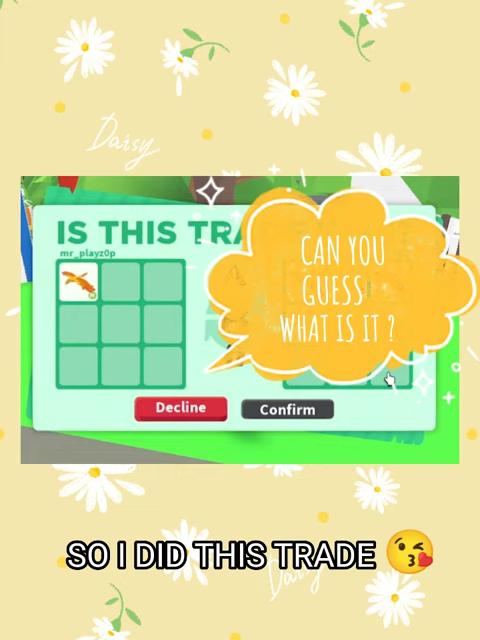 Daisy
IS THIS TRA
mr_playz0p
CAN YOU
GUESS
WHAT IS IT ?
Decline
Confirm
SO I DID THIS TRADE 😘
Daisy